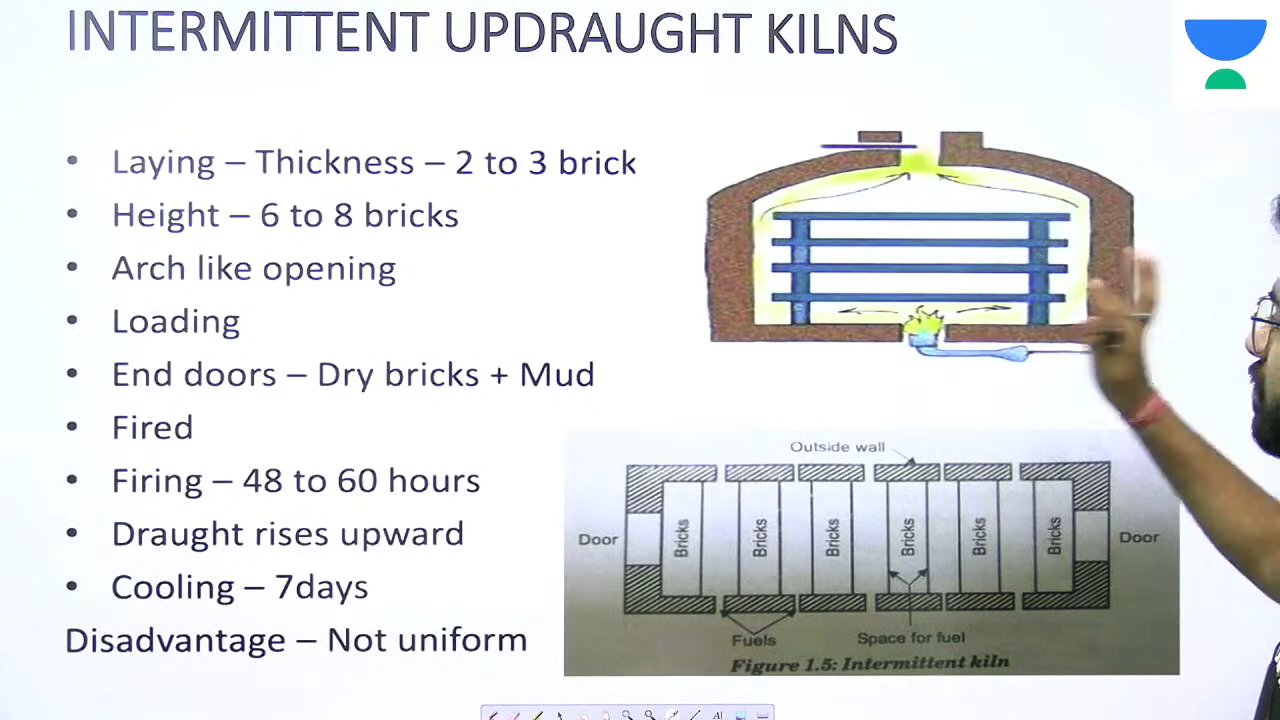 INTERMITTENT UPDRAUGHT KILNS
• Laying – Thickness – 2 to 3 brick
• Height – 6 to 8 bricks
• Arch like opening
• Loading
• End doors – Dry bricks + Mud
• Fired
• Firing – 48 to 60 hours
• Draught rises upward
• Cooling – 7days
Disadvantage – Not uniform
Outside wall
Door
Bricks
Bricks
Bricks
Bricks
Bricks
Bricks
Door
Fuels
Space for fuel
Figure 1.5: Intermittent kiln
A